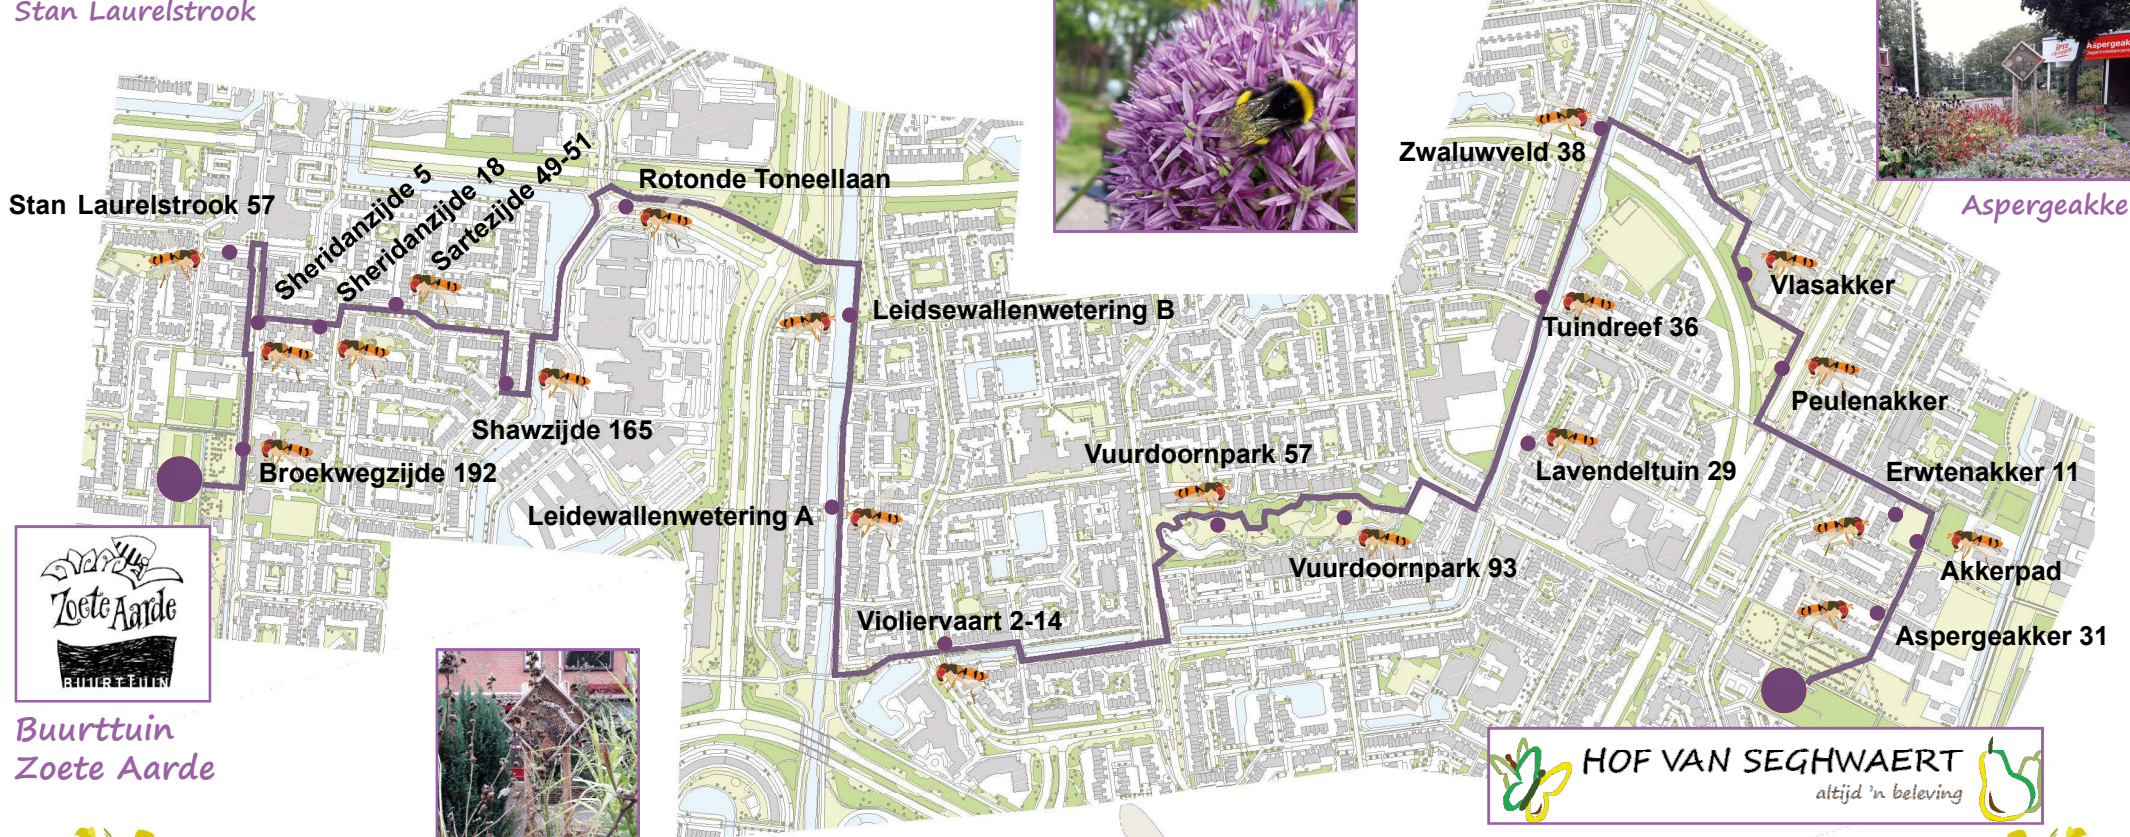 Stan Laurelstrook
ipse
Aspergeakke
Stan Laurelstrook 57
Sheridanzijde 5
Sheridanzijde 18
Sartezijde 49-51
Rotonde Toneellaan
Zwaluwveld 38
Leidsewallenwetering B
Tuindreef 36
Vlasakker
Peulenakker
Shawzijde 165
Broekwegzijde 192
Vuurdoornpark 57
Lavendeltuin 29
Erwtenakker 11
Leidewallenwetering A
Vuurdoornpark 93
Akkerpad
Violiervaart 2-14
Aspergeakker 31
Zoete Aarde
BUURTTUIN
Buurttuin
Zoete Aarde
HOF VAN SEGHWAERT
altijd 'n beleving